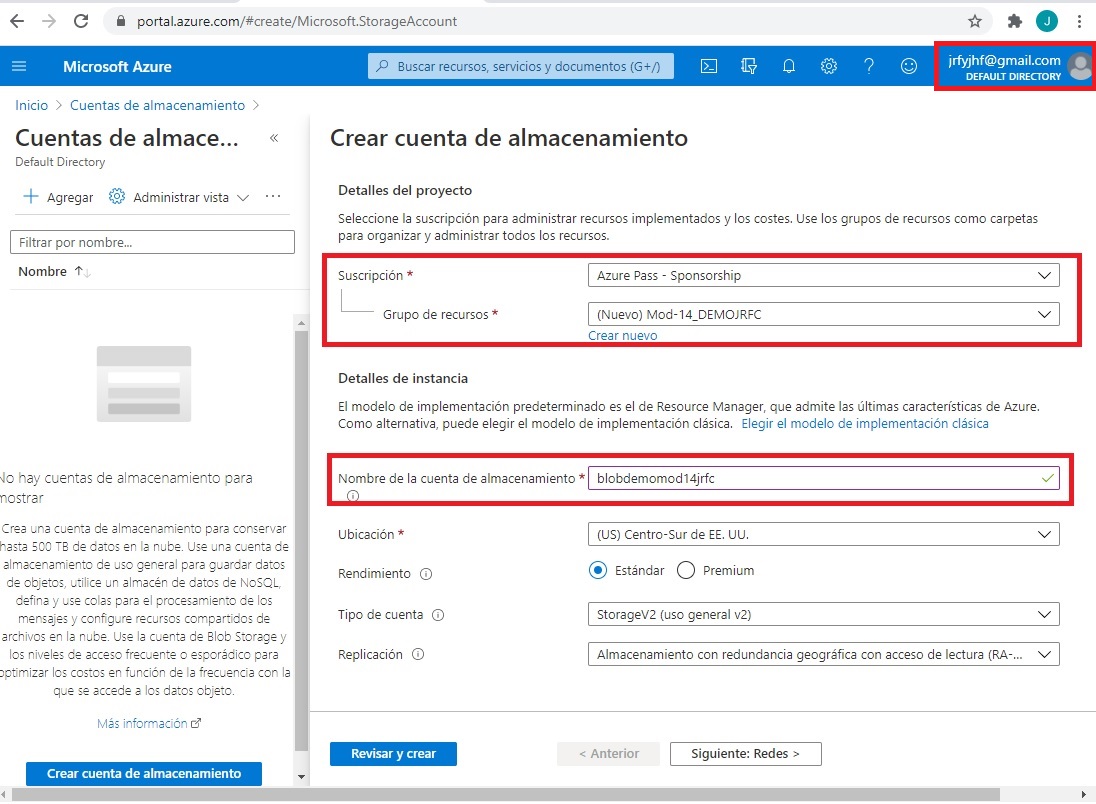 portal.azure.com/#create/Microsoft.StorageAccount
J
Microsoft Azure
Buscar recursos, servicios y documentos (G+/)
jrfyjhf@gmail.com
DEFAULT DIRECTORY
Inicio > Cuentas de almacenamiento >
Cuentas de almace... «
Default Directory
+ Agregar
Administrar vista
...
Filtrar por nombre...
Nombre ↑↓
No hay cuentas de almacenamiento para
mostrar
Crea una cuenta de almacenamiento para conservar
hasta 500 TB de datos en la nube. Use una cuenta de
almacenamiento de uso general para guardar datos
de objetos, utilice un almacén de datos de NoSQL,
defina y use colas para el procesamiento de los
mensajes y configure recursos compartidos de
archivos en la nube. Use la cuenta de Blob Storage y
los niveles de acceso frecuente o esporádico para
optimizar los costos en función de la frecuencia con la
que se accede a los datos objeto.
Más información
Crear cuenta de almacenamiento
Crear cuenta de almacenamiento
Detalles del proyecto
Seleccione la suscripción para administrar recursos implementados y los costes. Use los grupos de recursos como carpetas
para organizar y administrar todos los recursos.
Suscripción * Azure Pass - Sponsorship
Grupo de recursos * (Nuevo) Mod-14_DEMOJRFC
Crear nuevo
Detalles de instancia
El modelo de implementación predeterminado es el de Resource Manager, que admite las últimas características de Azure.
Como alternativa, puede elegir el modelo de implementación clásica. Elegir el modelo de implementación clásica
Nombre de la cuenta de almacenamiento * blobdemomod14jrfc
Ubicación * (US) Centro-Sur de EE. UU.
Rendimiento Estándar Premium
Tipo de cuenta StorageV2 (uso general v2)
Replicación Almacenamiento con redundancia geográfica con acceso de lectura (RA-...
Revisar y crear
< Anterior
Siguiente: Redes >